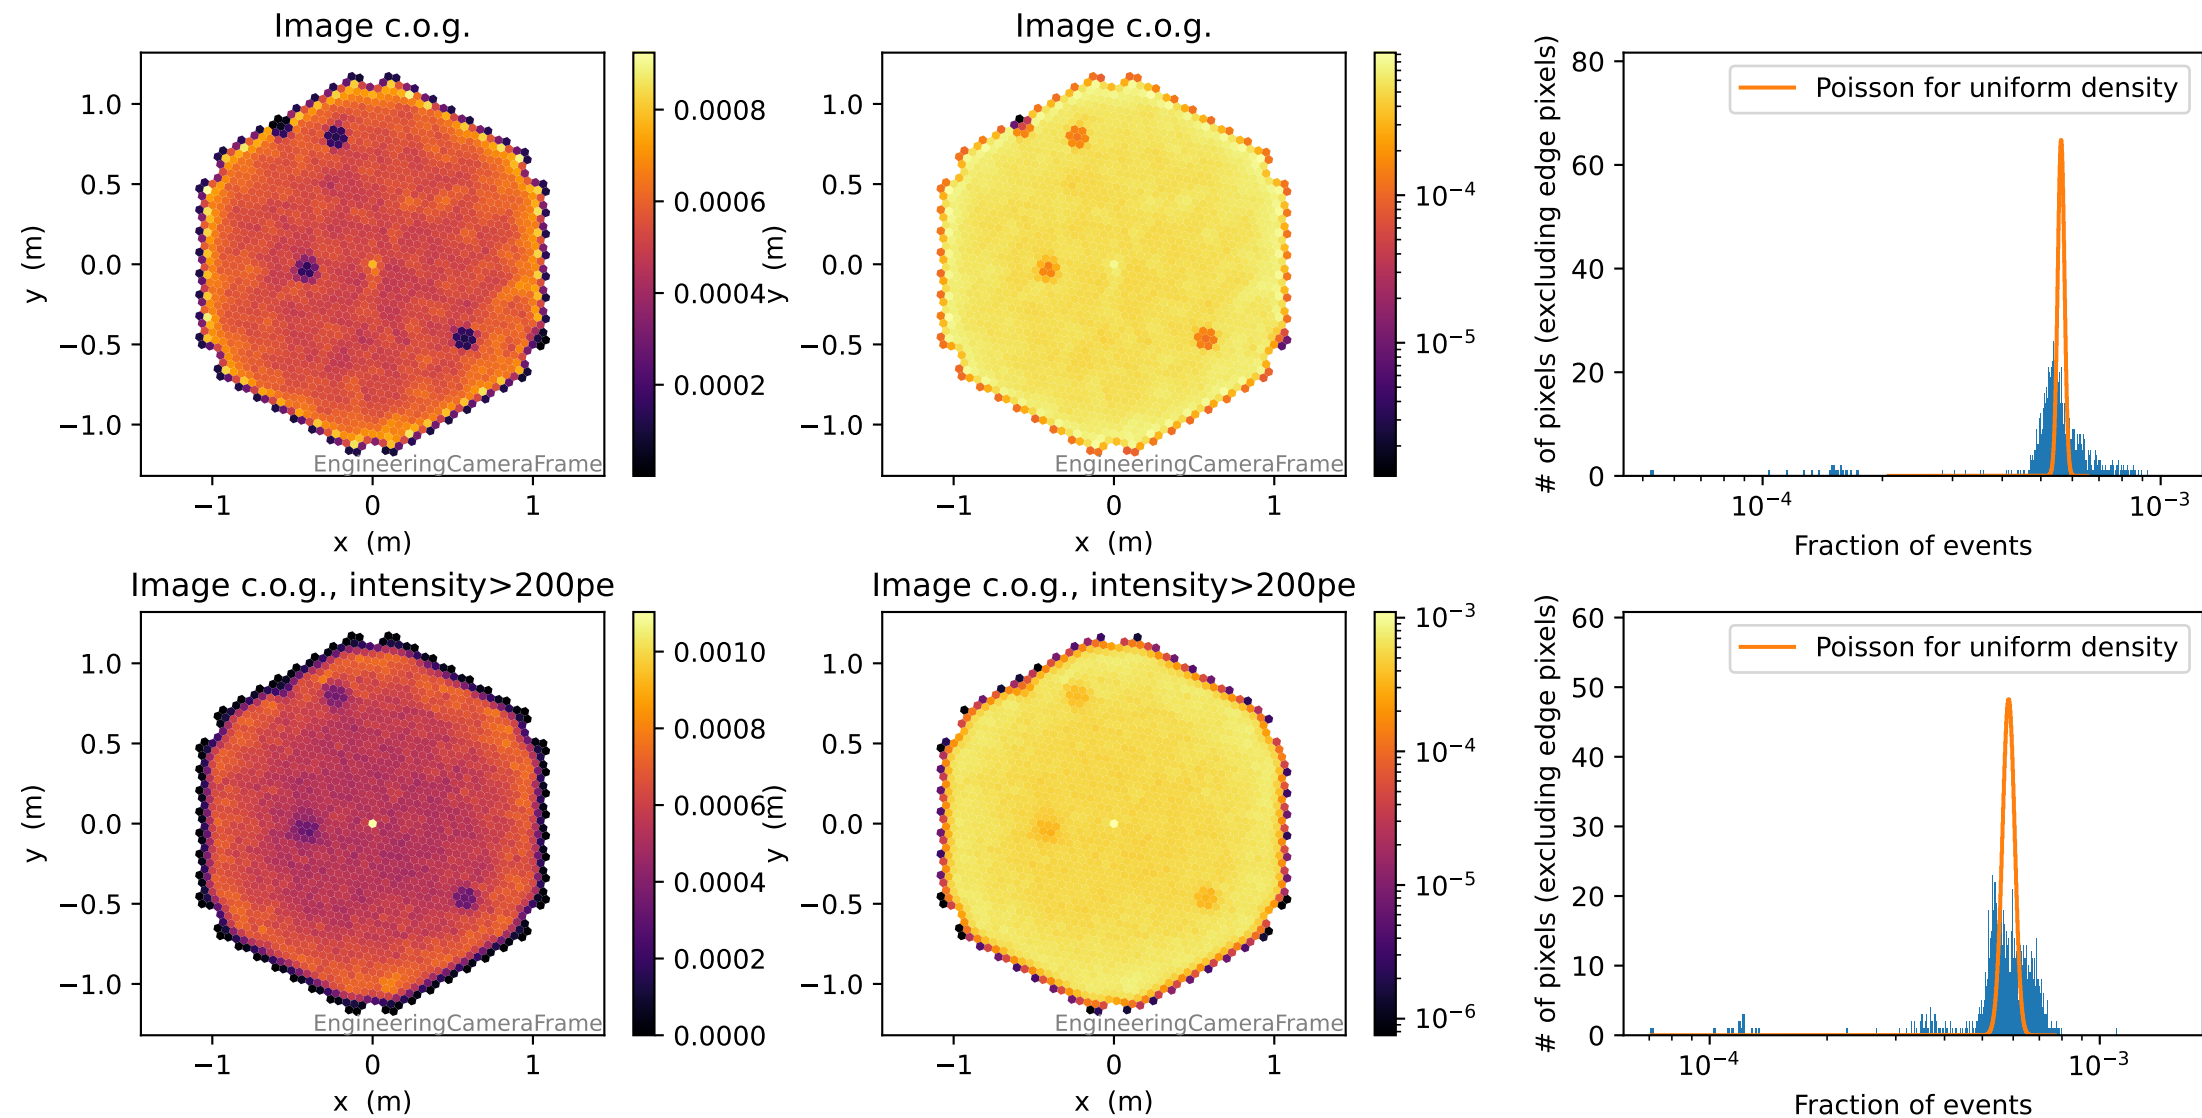 Image c.o.g.
1.0
0.5
0.0
−0.5
−1.0
y (m)
−1
0
1
x (m)
EngineeringCameraFrame
0.0008
0.0006
0.0004
0.0002
Image c.o.g.
1.0
0.5
0.0
−0.5
−1.0
y (m)
−1
0
1
x (m)
EngineeringCameraFrame
10⁻⁴
10⁻⁵
# of pixels (excluding edge pixels)
80
60
40
20
0
Poisson for uniform density
10⁻⁴
10⁻³
Fraction of events
Image c.o.g., intensity>200pe
1.0
0.5
0.0
−0.5
−1.0
y (m)
−1
0
1
x (m)
EngineeringCameraFrame
0.0010
0.0008
0.0006
0.0004
0.0002
0.0000
Image c.o.g., intensity>200pe
1.0
0.5
0.0
−0.5
−1.0
y (m)
−1
0
1
x (m)
EngineeringCameraFrame
10⁻³
10⁻⁴
10⁻⁵
10⁻⁶
# of pixels (excluding edge pixels)
60
50
40
30
20
10
0
Poisson for uniform density
10⁻⁴
10⁻³
Fraction of events